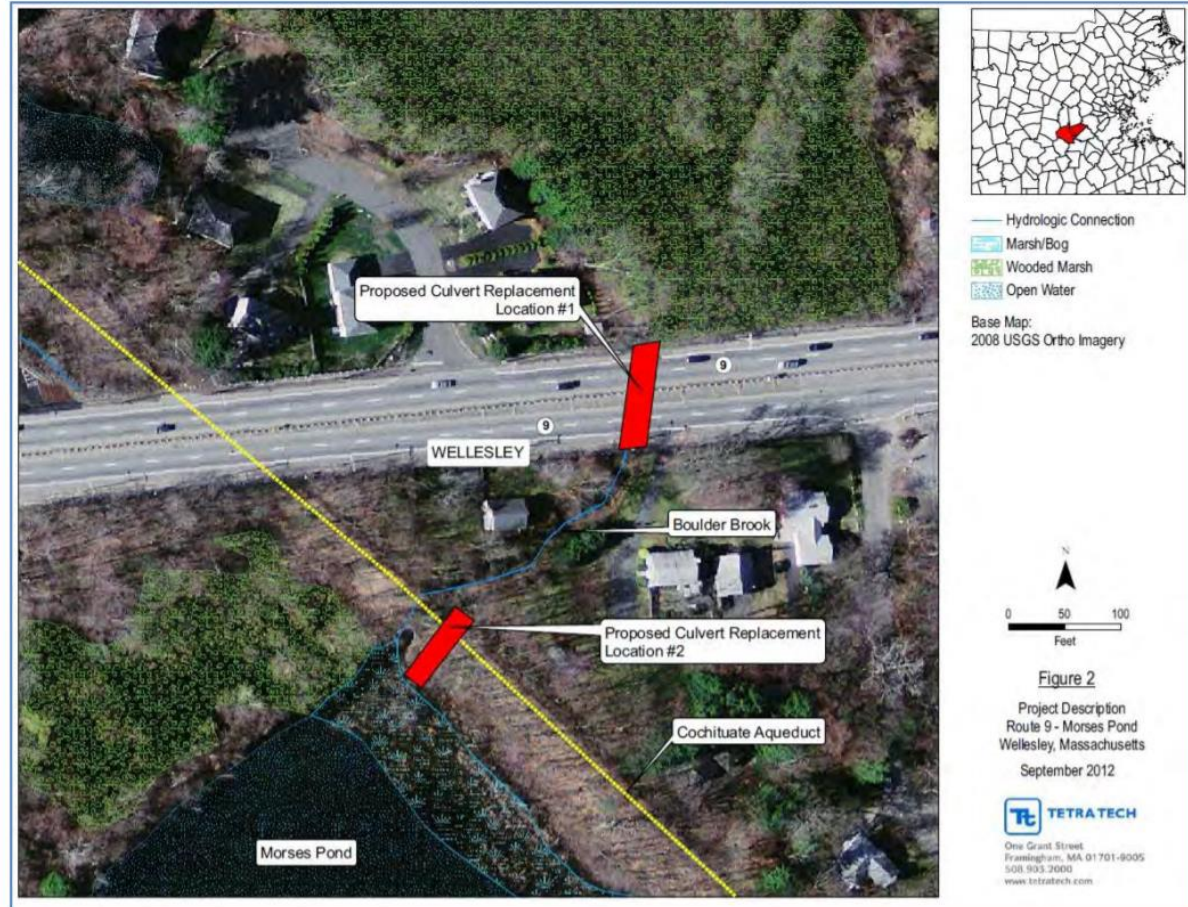 Proposed Culvert Replacement
Location #1
9
9
WELLESLEY
Boulder Brook
Proposed Culvert Replacement
Location #2
Cochituate Aqueduct
Morses Pond
Hydrologic Connection
Marsh/Bog
Wooded Marsh
Open Water
Base Map:
2008 USGS Ortho Imagery
N
0 50 100
Feet
Figure 2
Project Description
Route 9 - Morses Pond
Wellesley, Massachusetts
September 2012
Tt TETRA TECH
One Grant Street
Framingham, MA 01701-9005
508.903.2000
www.tetratech.com